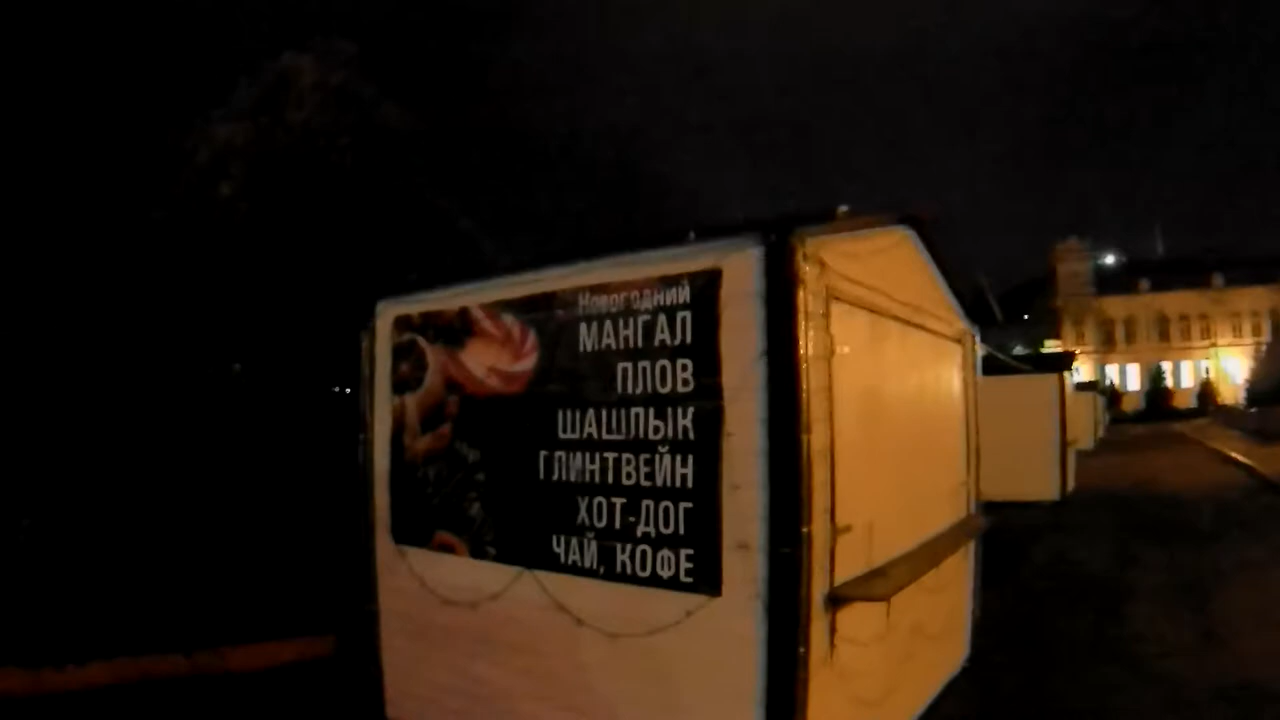 Новогодний
МАНГАЛ
ПЛОВ
ШАШЛЫК
ГЛИНТВЕЙН
ХОТ-ДОГ
ЧАЙ, КОФЕ